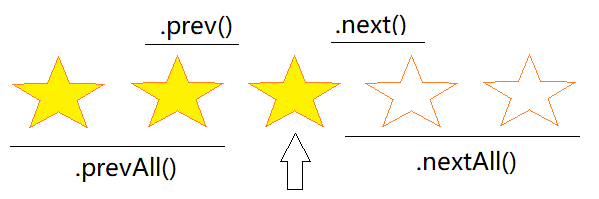 .prev()
.next()
.prevAll()
.nextAll()